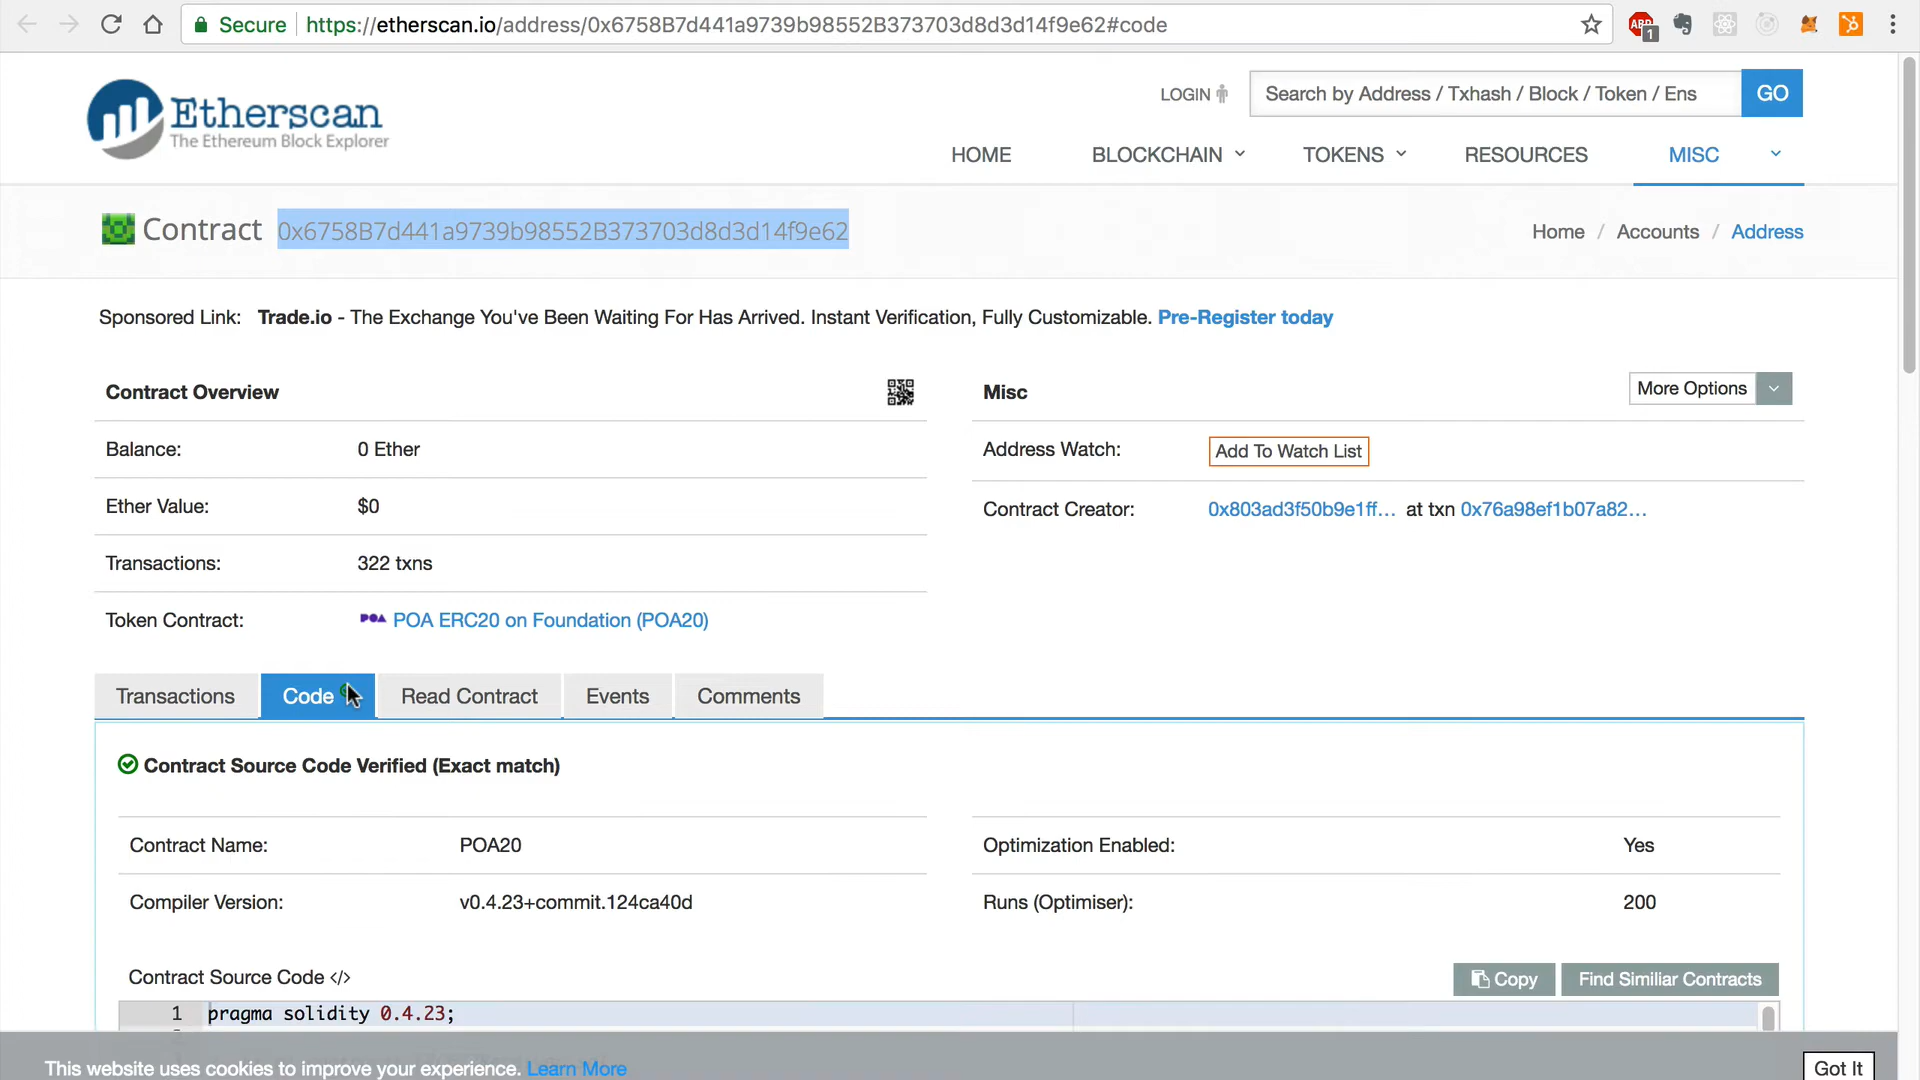 Secure https://etherscan.io/address/0x6758B7d441a9739b98552B373703d8d3d14f9e62#code
ABP 1
Etherscan
The Ethereum Block Explorer
LOGIN Search by Address / Txhash / Block / Token / Ens GO
HOME BLOCKCHAIN TOKENS RESOURCES MISC
Contract 0x6758B7d441a9739b98552B373703d8d3d14f9e62
Home / Accounts / Address
Sponsored Link: Trade.io - The Exchange You've Been Waiting For Has Arrived. Instant Verification, Fully Customizable. Pre-Register today
Contract Overview
Balance: 0 Ether
Ether Value: $0
Transactions: 322 txns
Token Contract: POA POA ERC20 on Foundation (POA20)
Misc More Options
Address Watch: Add To Watch List
Contract Creator: 0x803ad3f50b9e1ff... at txn 0x76a98ef1b07a82...
Transactions Code Read Contract Events Comments
Contract Source Code Verified (Exact match)
Contract Name: POA20
Compiler Version: v0.4.23+commit.124ca40d
Optimization Enabled: Yes
Runs (Optimiser): 200
Contract Source Code </>
Copy Find Similiar Contracts
1 pragma solidity 0.4.23;
This website uses cookies to improve your experience. Learn More
Got It